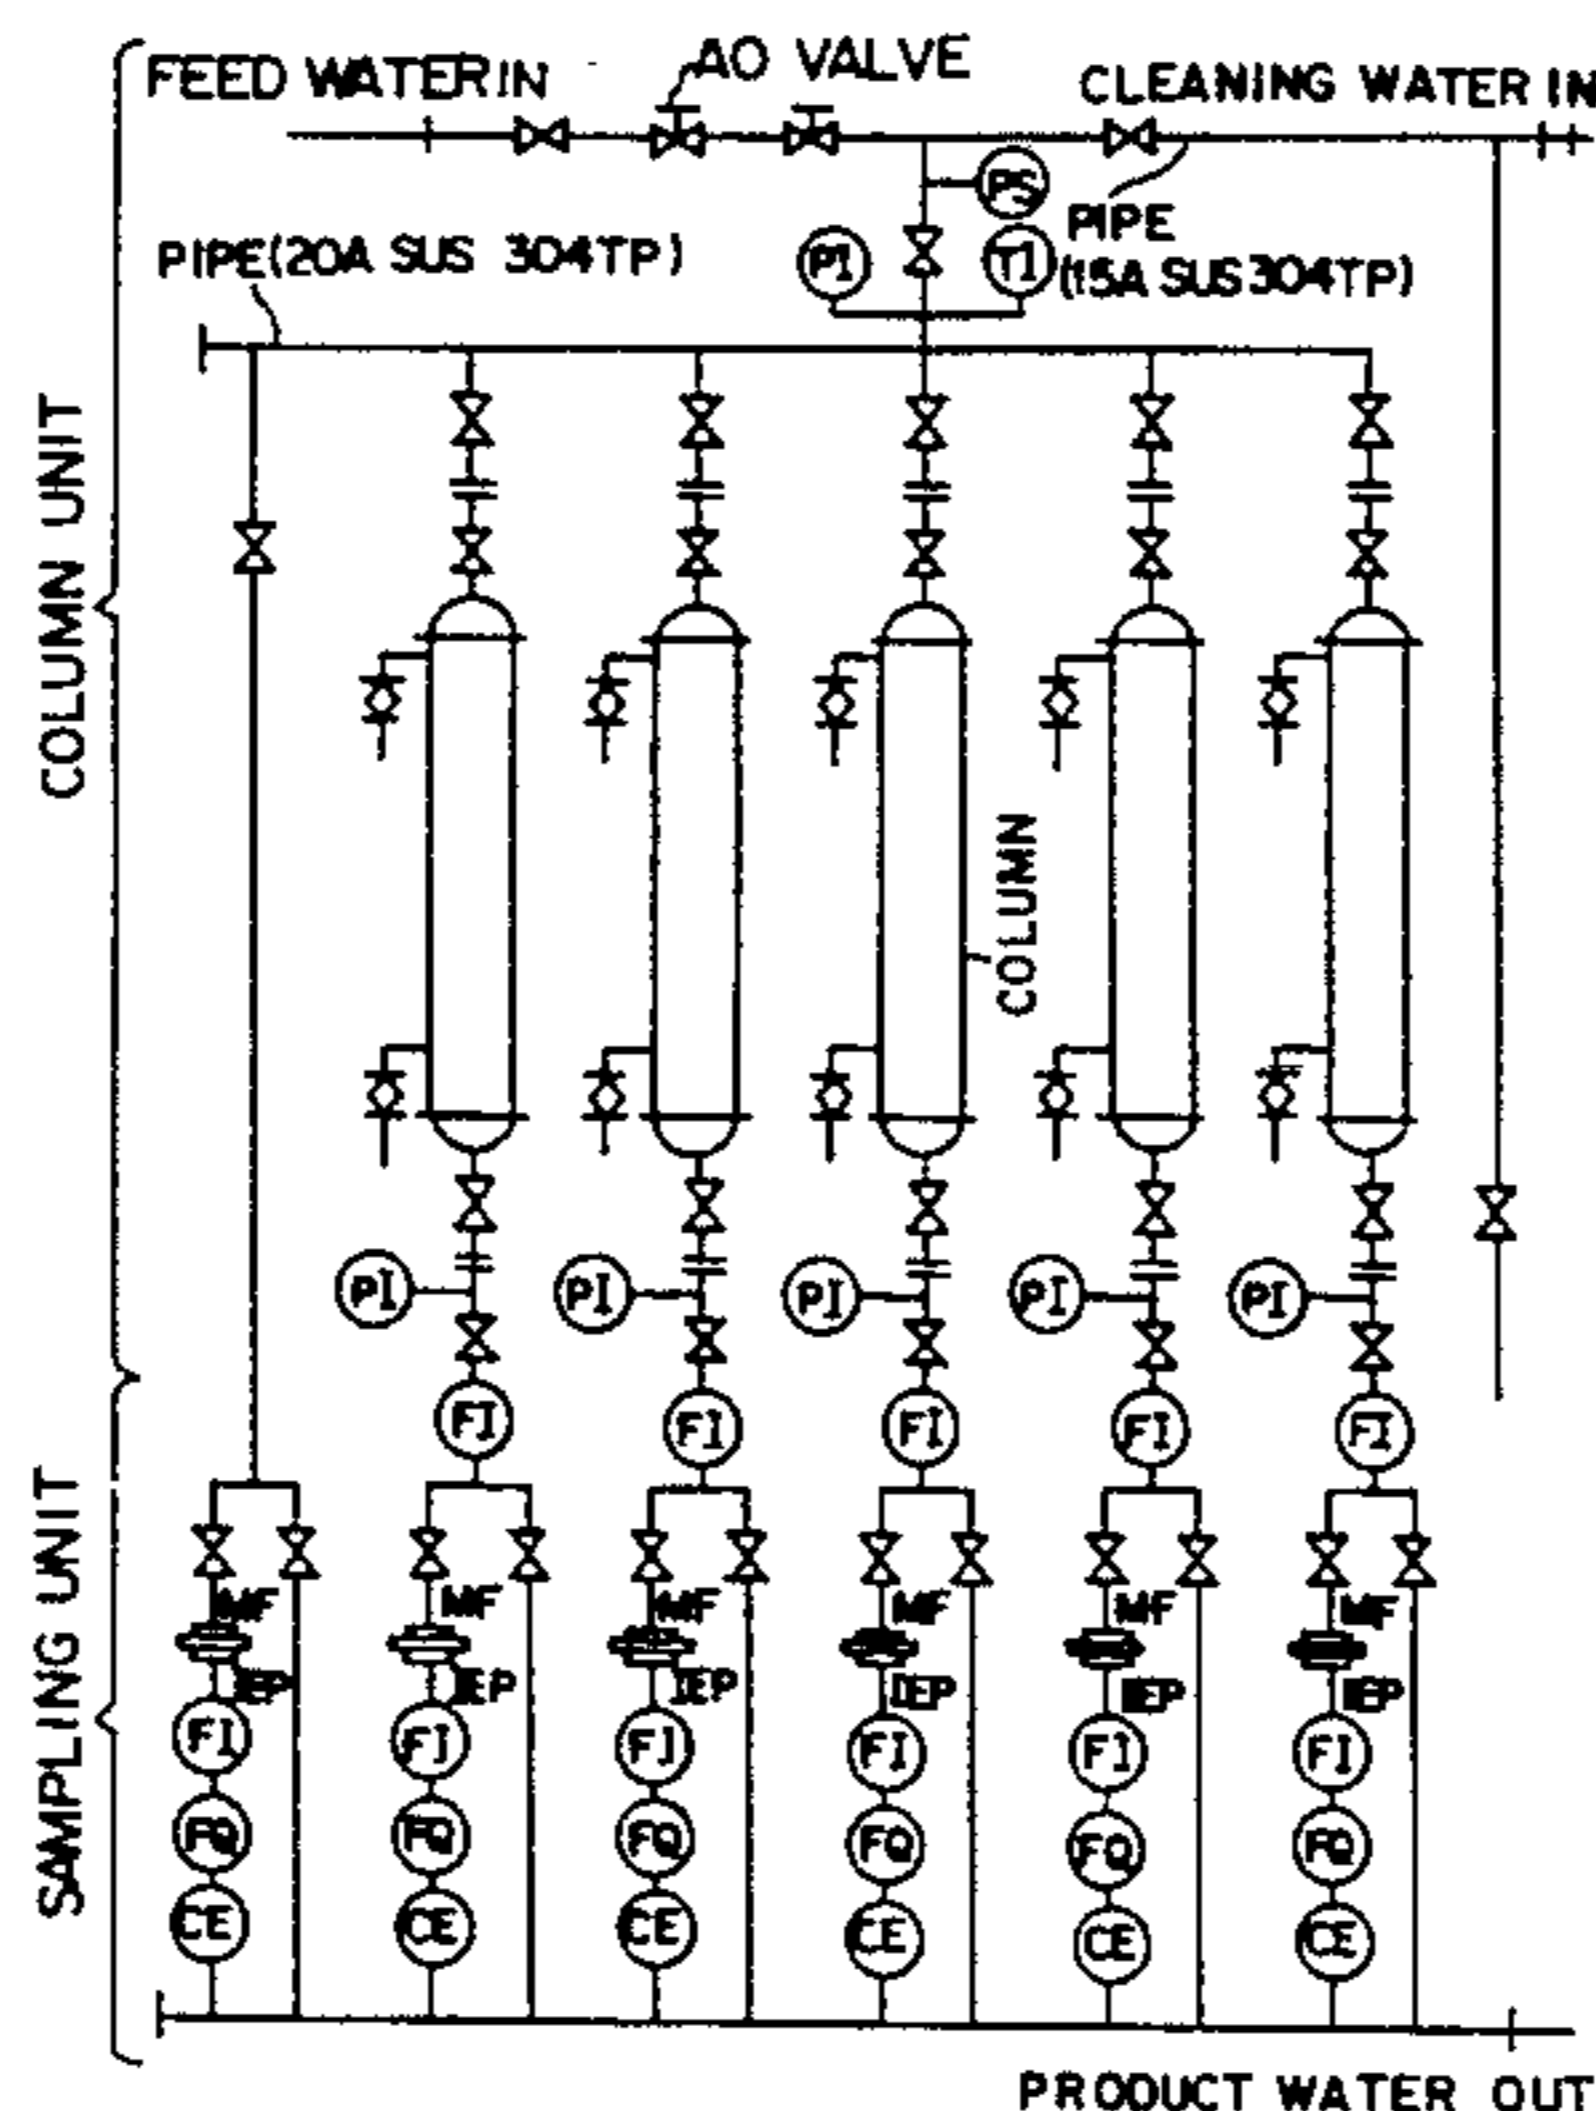 FEED WATER IN
AO VALVE
CLEANING WATER IN
PS
PIPE(20A SUS 304TP)
PI
TI
PIPE
(15A SUS304TP)
COLUMN UNIT
COLUMN
PI PI PI PI PI
FI FI FI FI FI
SAMPLING UNIT
MF MF MF MF MF MF
IEP IEP IEP IEP IEP IEP
FI FI FI FI FI FI
FQ FQ FQ FQ FQ FQ
CE CE CE CE CE CE
PRODUCT WATER OUT